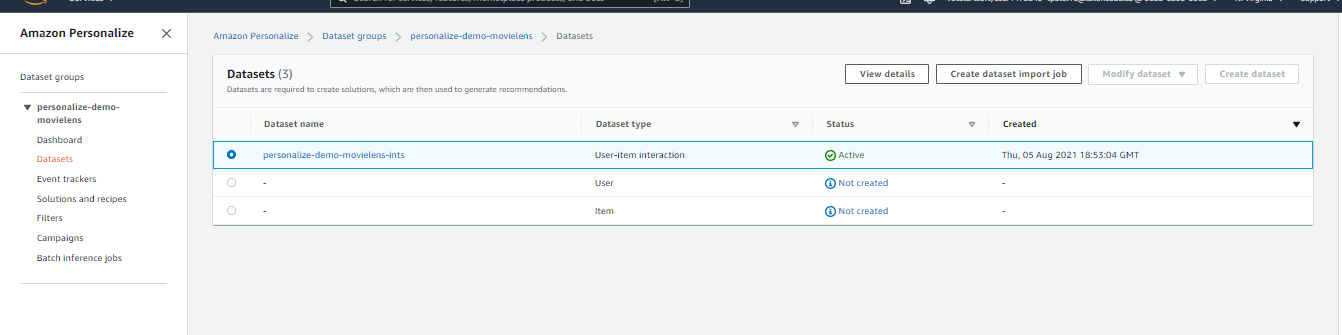 Amazon Personalize
Amazon Personalize > Dataset groups > personalize-demo-movielens > Datasets
Dataset groups
personalize-demo-
movielens
Dashboard
Datasets
Event trackers
Solutions and recipes
Filters
Campaigns
Batch inference jobs
Datasets (3)
Datasets are required to create solutions, which are then used to generate recommendations.
View details
Create dataset import job
Modify dataset
Create dataset
Dataset name Dataset type Status Created
personalize-demo-movielens-ints User-item interaction Active Thu, 05 Aug 2021 18:53:04 GMT
- User Not created -
- Item Not created -